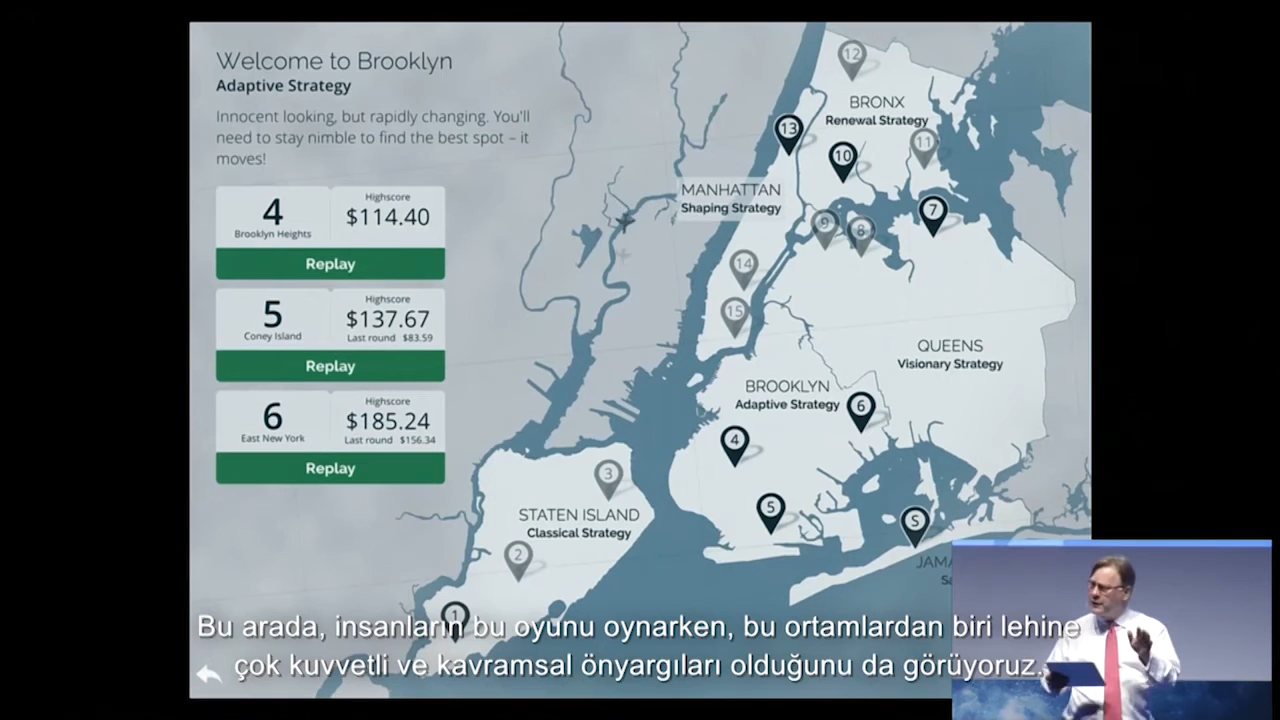 Welcome to Brooklyn
Adaptive Strategy
Innocent looking, but rapidly changing. You'll
need to stay nimble to find the best spot – it
moves!
4
Brooklyn Heights
Highscore
$114.40
Replay
5
Coney Island
Highscore
$137.67
Last round $83.59
Replay
6
East New York
Highscore
$185.24
Last round $156.34
Replay
12
BRONX
Renewal Strategy
13
10
11
MANHATTAN
Shaping Strategy
7
9
8
14
15
QUEENS
Visionary Strategy
BROOKLYN
Adaptive Strategy
6
4
5
S
3
STATEN ISLAND
Classical Strategy
2
1
Bu arada, insanların bu oyunu oynarken, bu ortamlardan biri lehine
çok kuvvetli ve kavramsal önyargıları olduğunu da görüyoruz.